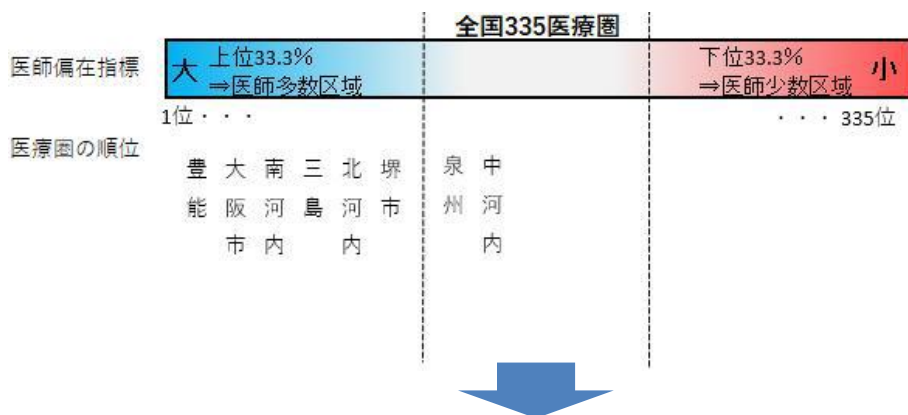 全国335医療圏
医師偏在指標
大
上位33.3%
⇒医師多数区域
下位33.3%
⇒医師少数区域
小
1位・・・
・・・335位
医療圏の順位
豊能
大阪市
南河内
三島
北河内
堺市
泉州
中河内